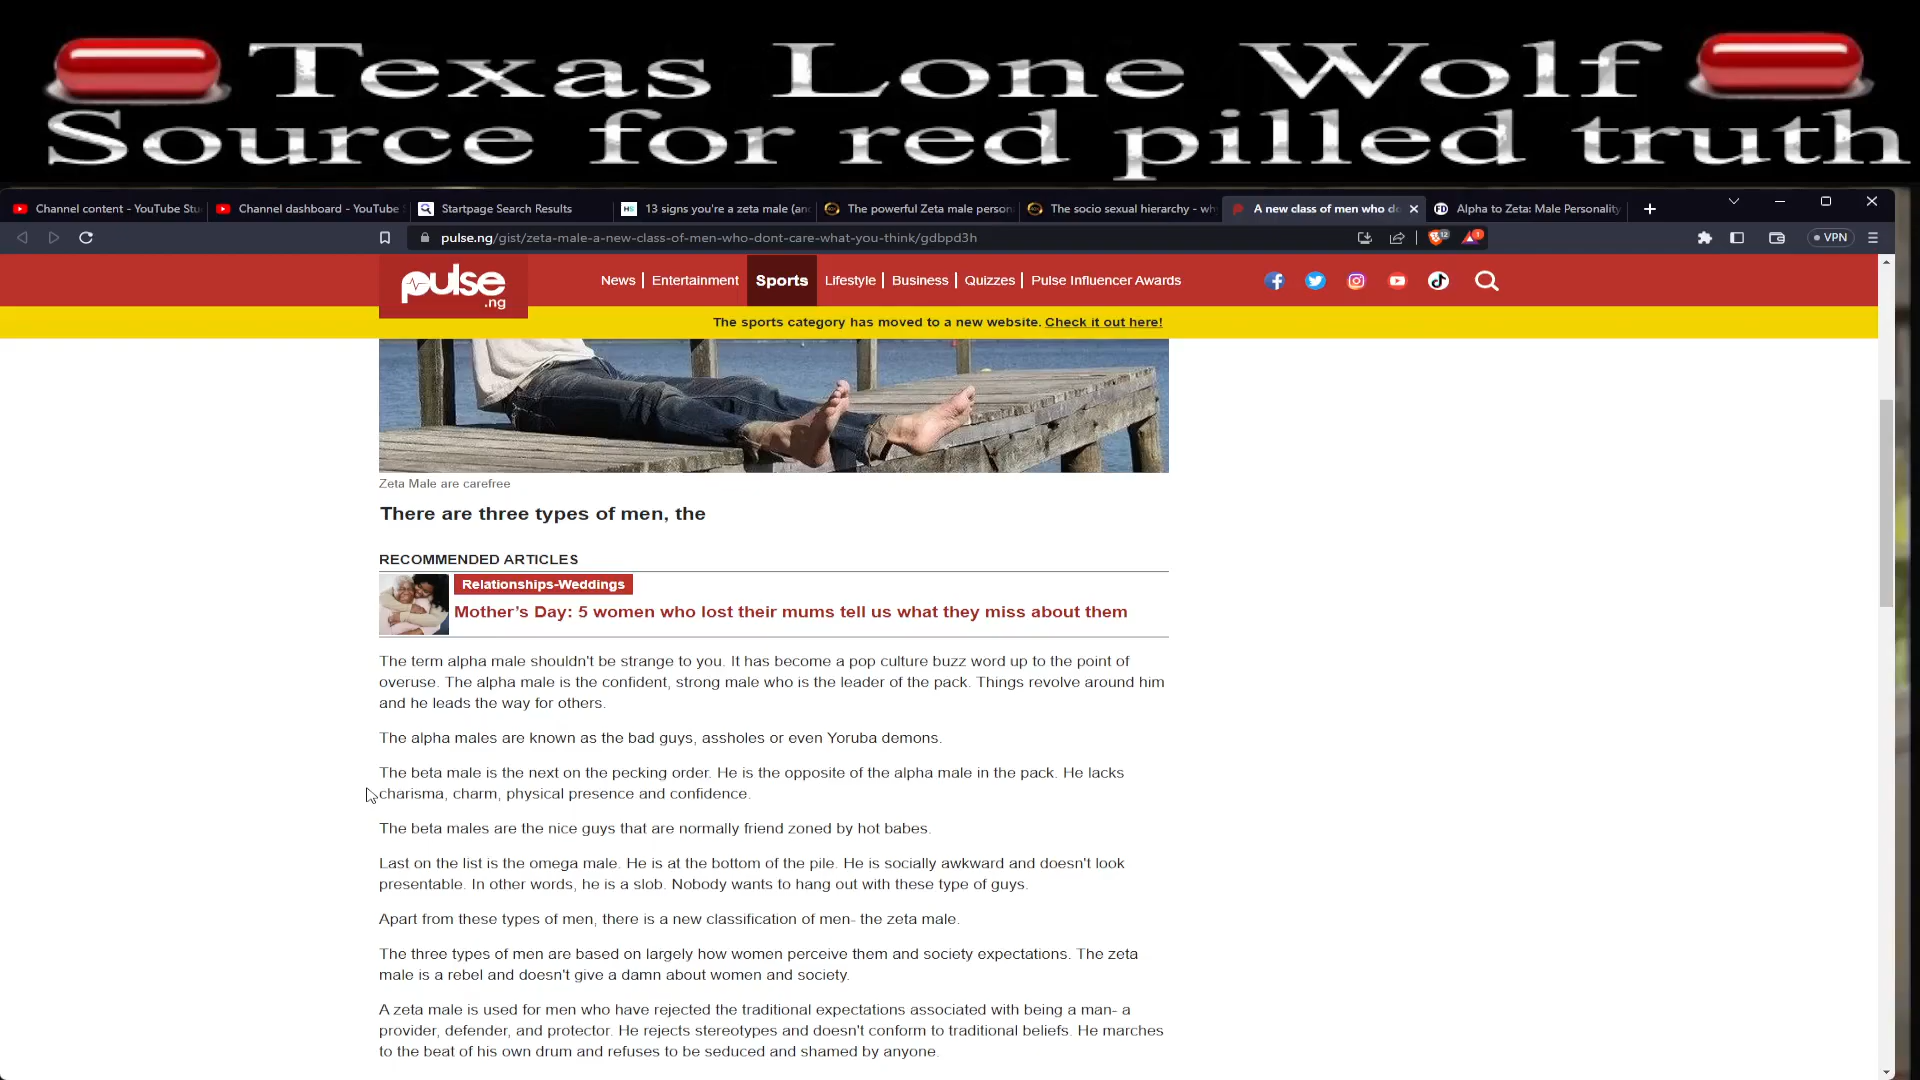 Texas Lone Wolf
Source for red pilled truth
Channel content - YouTube Stu
Channel dashboard - YouTube
Startpage Search Results
13 signs you're a zeta male (an
The powerful Zeta male person
The socio sexual hierarchy - wh
A new class of men who do
Alpha to Zeta: Male Personality
pulse.ng/gist/zeta-male-a-new-class-of-men-who-dont-care-what-you-think/gdbpd3h
12
1
VPN
pulse
.ng
News
Entertainment
Sports
Lifestyle
Business
Quizzes
Pulse Influencer Awards
The sports category has moved to a new website. Check it out here!
Zeta Male are carefree
There are three types of men, the
RECOMMENDED ARTICLES
Relationships-Weddings
Mother's Day: 5 women who lost their mums tell us what they miss about them
The term alpha male shouldn't be strange to you. It has become a pop culture buzz word up to the point of
overuse. The alpha male is the confident, strong male who is the leader of the pack. Things revolve around him
and he leads the way for others.
The alpha males are known as the bad guys, assholes or even Yoruba demons.
The beta male is the next on the pecking order. He is the opposite of the alpha male in the pack. He lacks
charisma, charm, physical presence and confidence.
The beta males are the nice guys that are normally friend zoned by hot babes.
Last on the list is the omega male. He is at the bottom of the pile. He is socially awkward and doesn't look
presentable. In other words, he is a slob. Nobody wants to hang out with these type of guys.
Apart from these types of men, there is a new classification of men- the zeta male.
The three types of men are based on largely how women perceive them and society expectations. The zeta
male is a rebel and doesn't give a damn about women and society.
A zeta male is used for men who have rejected the traditional expectations associated with being a man- a
provider, defender, and protector. He rejects stereotypes and doesn't conform to traditional beliefs. He marches
to the beat of his own drum and refuses to be seduced and shamed by anyone.